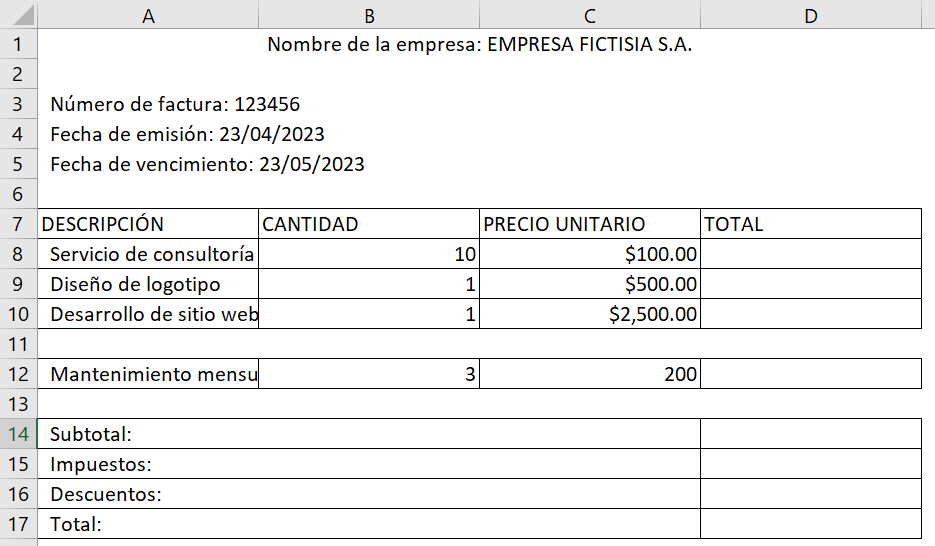 A B C D
1 Nombre de la empresa: EMPRESA FICTISIA S.A.
2
3 Número de factura: 123456
4 Fecha de emisión: 23/04/2023
5 Fecha de vencimiento: 23/05/2023
6
7 DESCRIPCIÓN CANTIDAD PRECIO UNITARIO TOTAL
8 Servicio de consultoría 10 $100.00
9 Diseño de logotipo 1 $500.00
10 Desarrollo de sitio web 1 $2,500.00
11
12 Mantenimiento mensu 3 200
13
14 Subtotal:
15 Impuestos:
16 Descuentos:
17 Total: